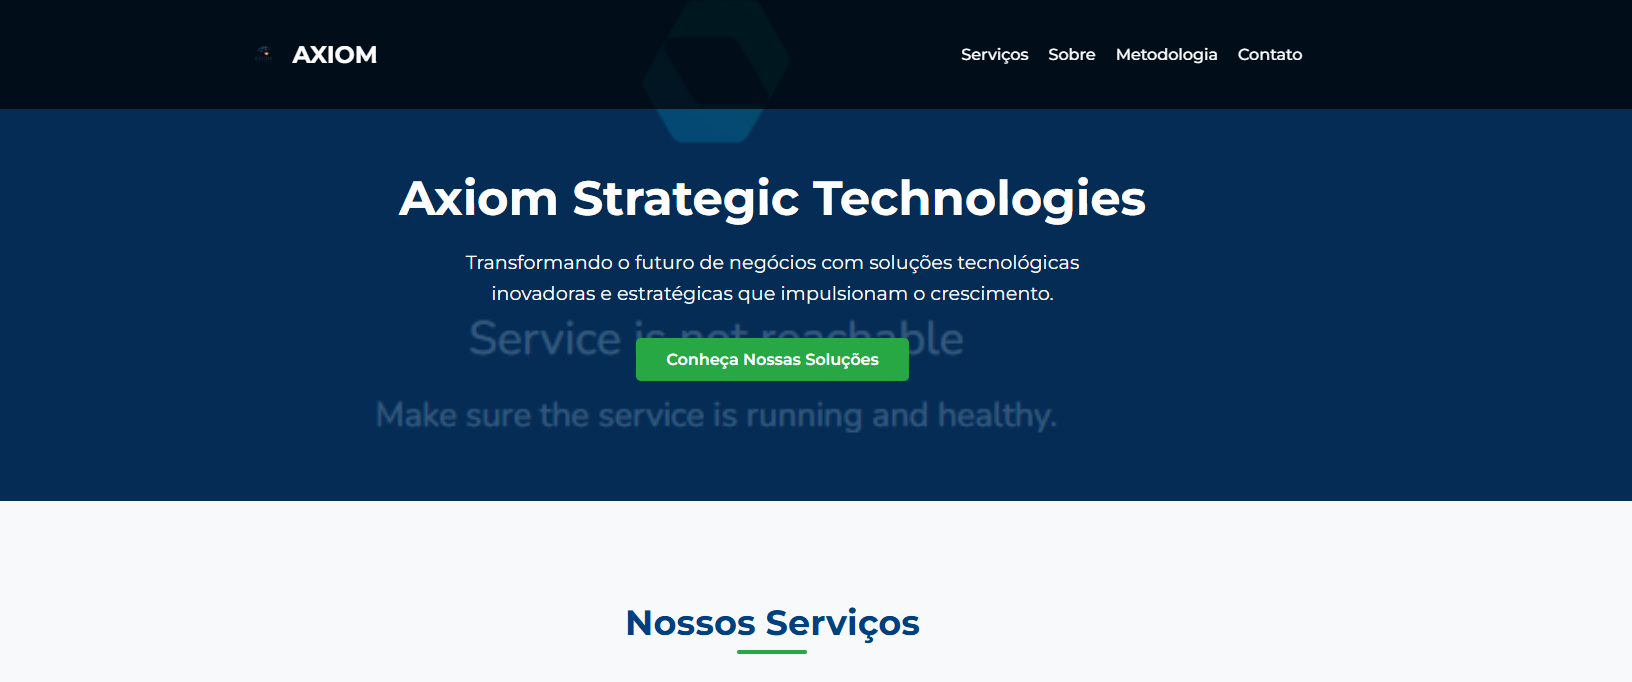 AXIOM
Serviços Sobre Metodologia Contato
Axiom Strategic Technologies
Transformando o futuro de negócios com soluções tecnológicas
inovadoras e estratégicas que impulsionam o crescimento.
Service is not reachable
Conheça Nossas Soluções
Make sure the service is running and healthy.
Nossos Serviços